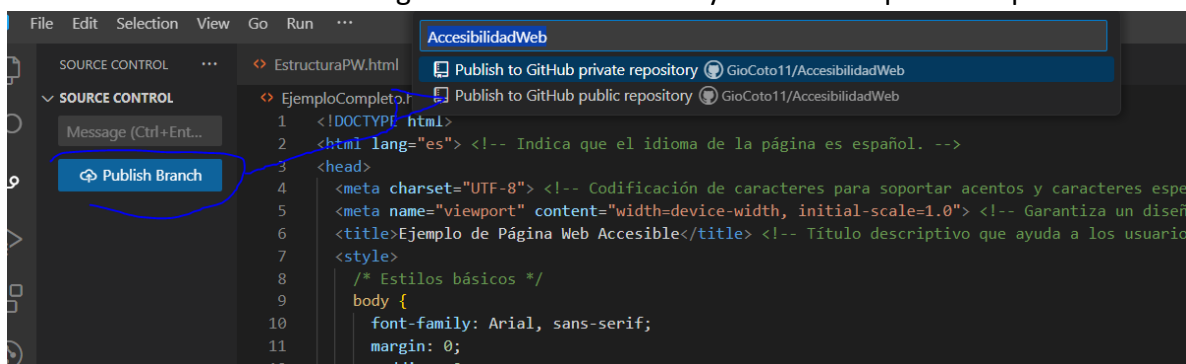 File Edit Selection View Go Run ···
AccesibilidadWeb
Publish to GitHub private repository GioCoto11/AccesibilidadWeb
Publish to GitHub public repository GioCoto11/AccesibilidadWeb
SOURCE CONTROL ···
SOURCE CONTROL
Message (Ctrl+Ent...
Publish Branch
EstructuraPW.html
EjemploCompleto.h
1 <!DOCTYPE html>
2 <html lang="es"> <!-- Indica que el idioma de la página es español. -->
3 <head>
4 <meta charset="UTF-8"> <!-- Codificación de caracteres para soportar acentos y caracteres espe
5 <meta name="viewport" content="width=device-width, initial-scale=1.0"> <!-- Garantiza un diseñ
6 <title>Ejemplo de Página Web Accesible</title> <!-- Título descriptivo que ayuda a los usuario
7 <style>
8 /* Estilos básicos */
9 body {
10 font-family: Arial, sans-serif;
11 margin: 0;